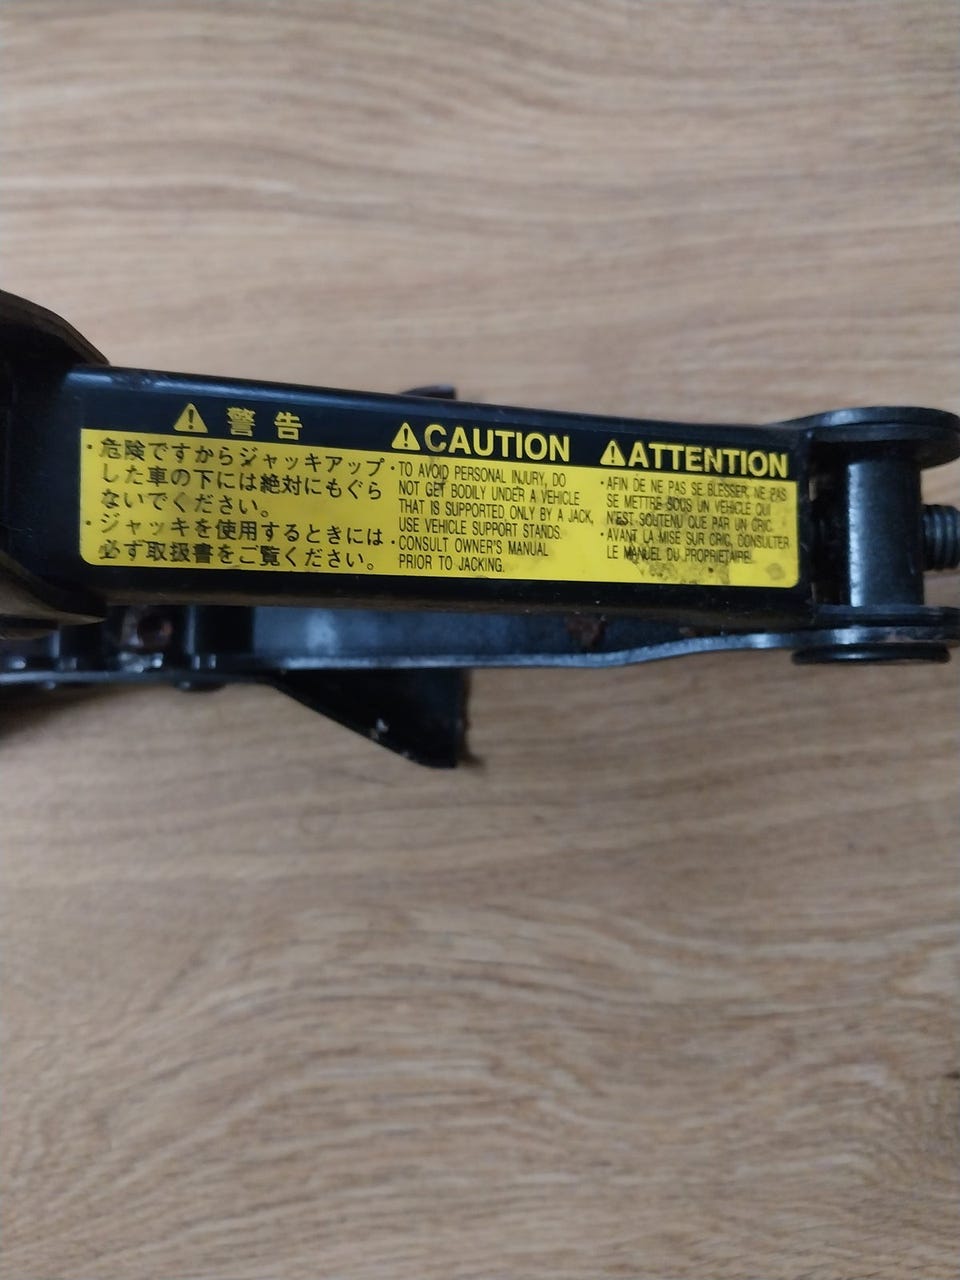 警告
・危険ですからジャッキアップ
した車の下には絶対にもぐら
ないでください。
・ジャッキを使用するときには
必ず取扱書をご覧ください。
CAUTION
・TO AVOID PERSONAL INJURY, DO
NOT GET BODILY UNDER A VEHICLE
THAT IS SUPPORTED ONLY BY A JACK,
USE VEHICLE SUPPORT STANDS.
・CONSULT OWNER'S MANUAL
PRIOR TO JACKING.
ATTENTION
・AFIN DE NE PAS SE BLESSER, NE PAS
SE METTRE SOUS UN VEHICLE QUI
N'EST SOUTENU QUE PAR UN CRIC.
・AVANT LA MISE SUR CRIC, CONSULTER
LE MANUEL DU PROPRIETAIRE.